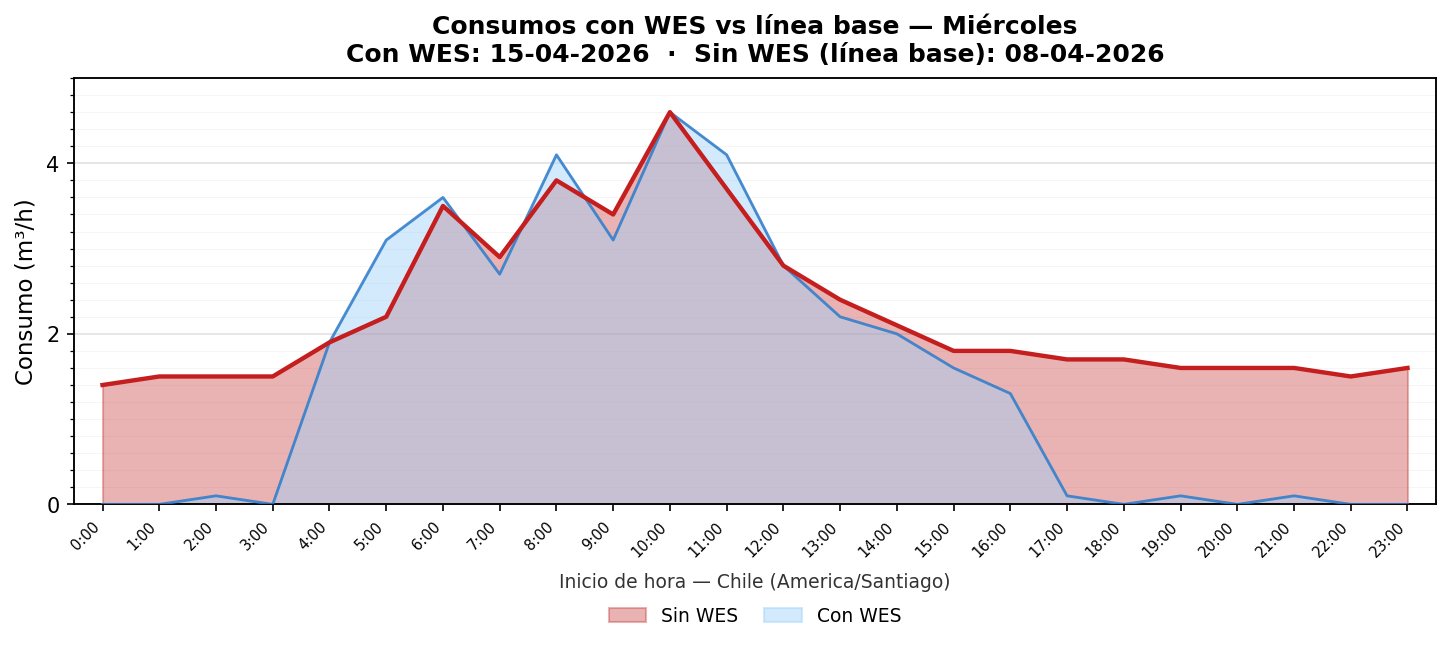 Consumos con WES vs línea base — Miércoles
Con WES: 15-04-2026 · Sin WES (línea base): 08-04-2026
Consumo (m³/h)
4
2
0
0:00 1:00 2:00 3:00 4:00 5:00 6:00 7:00 8:00 9:00 10:00 11:00 12:00 13:00 14:00 15:00 16:00 17:00 18:00 19:00 20:00 21:00 22:00 23:00
Inicio de hora — Chile (America/Santiago)
Sin WES Con WES